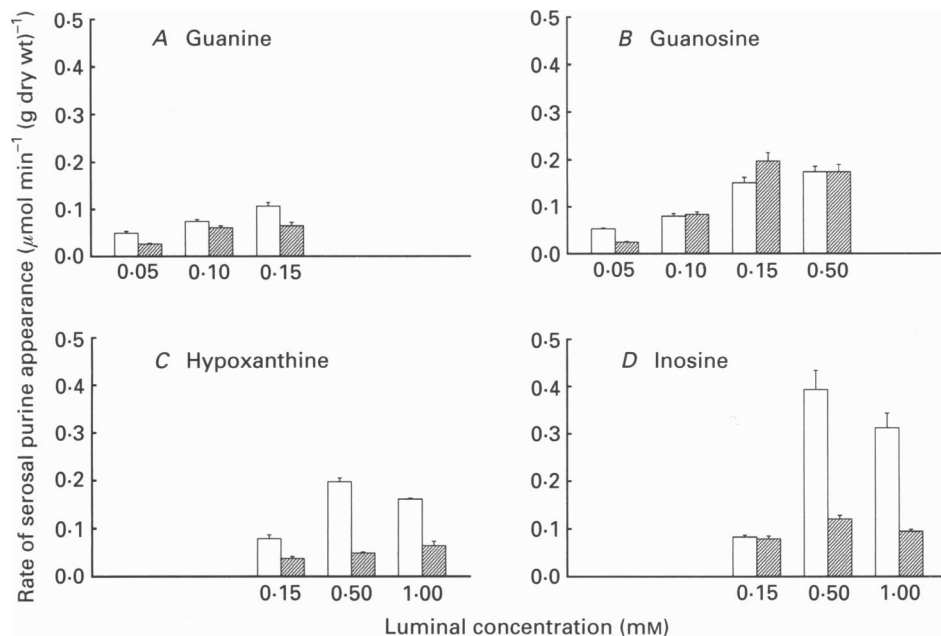 Rate of serosal purine appearance (μmol min⁻¹ (g dry wt)⁻¹
A Guanine
0·5
0·4
0·3
0·2
0·1
0·0
0·05 0·10 0·15
B Guanosine
0·5
0·4
0·3
0·2
0·1
0·0
0·05 0·10 0·15 0·50
C Hypoxanthine
0·5
0·4
0·3
0·2
0·1
0·0
0·15 0·50 1·00
D Inosine
0·5
0·4
0·3
0·2
0·1
0·0
0·15 0·50 1·00
Luminal concentration (mM)